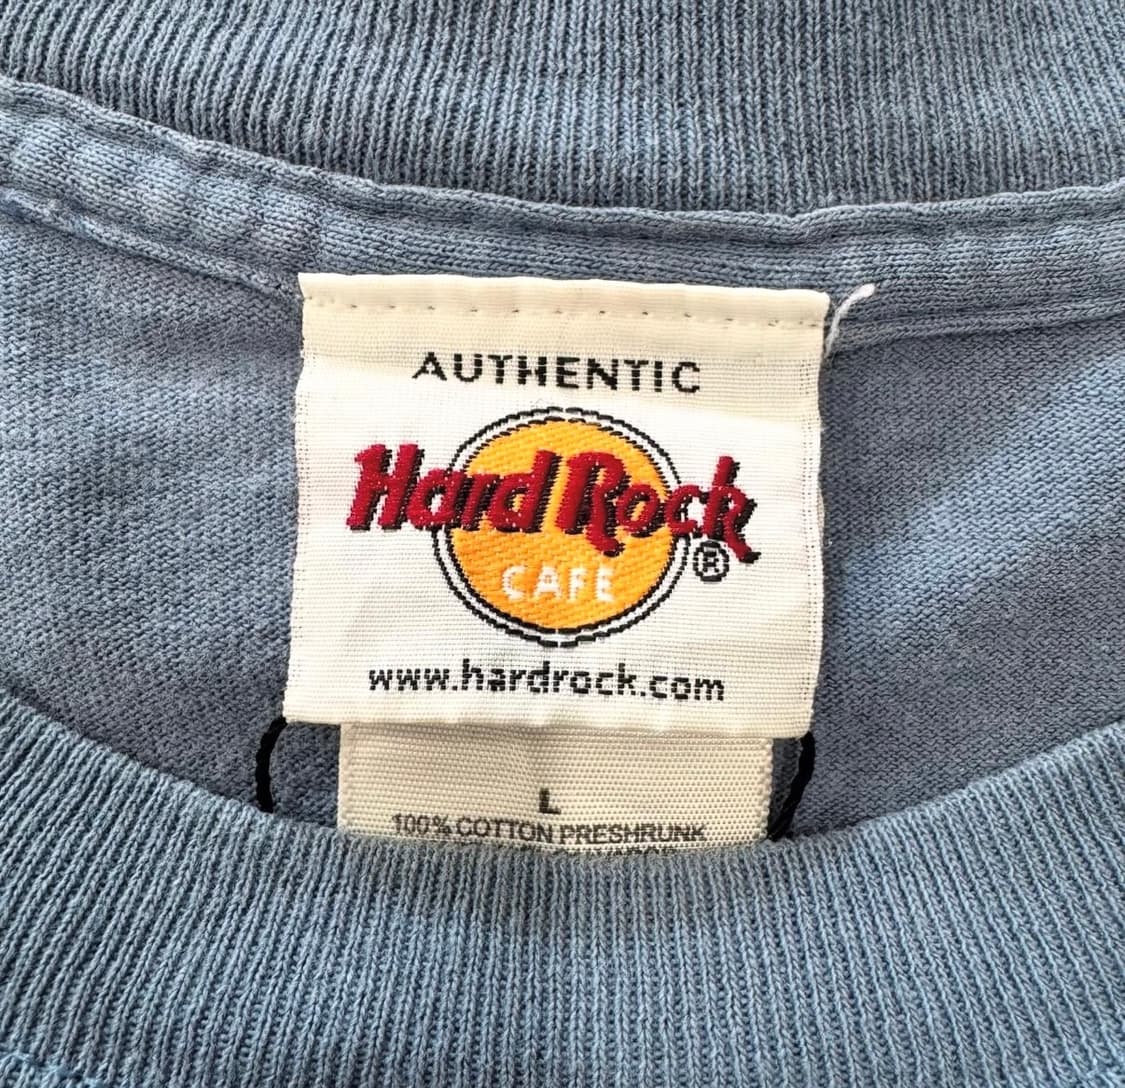 AUTHENTIC
Hard Rock ®
CAFE
www.hardrock.com
L
100% COTTON PRESHRUNK